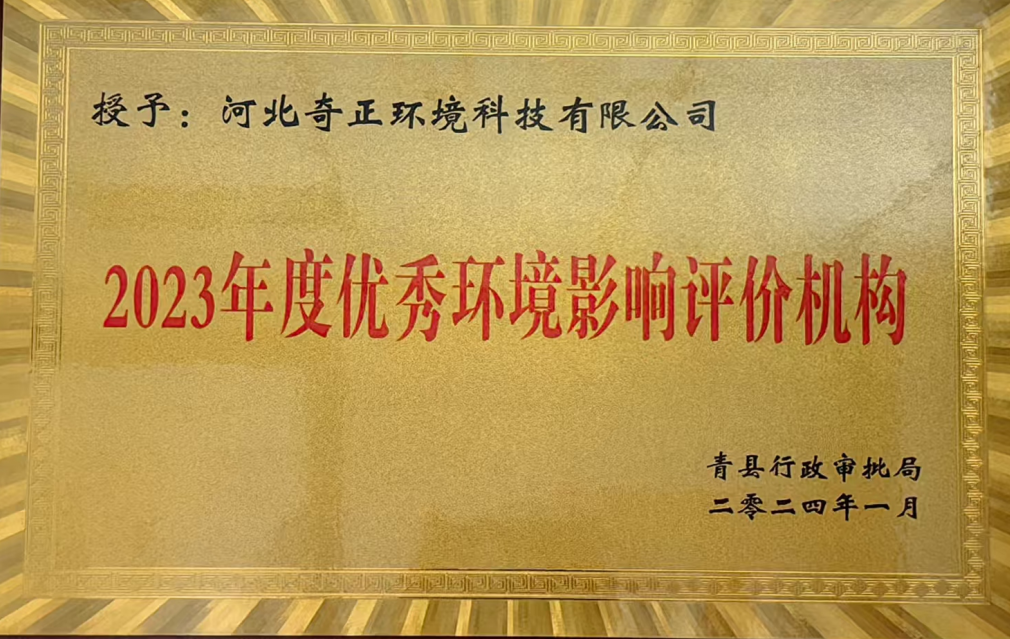 授予：河北奇正环境科技有限公司
2023年度优秀环境影响评价机构
青县行政审批局
二零二四年一月